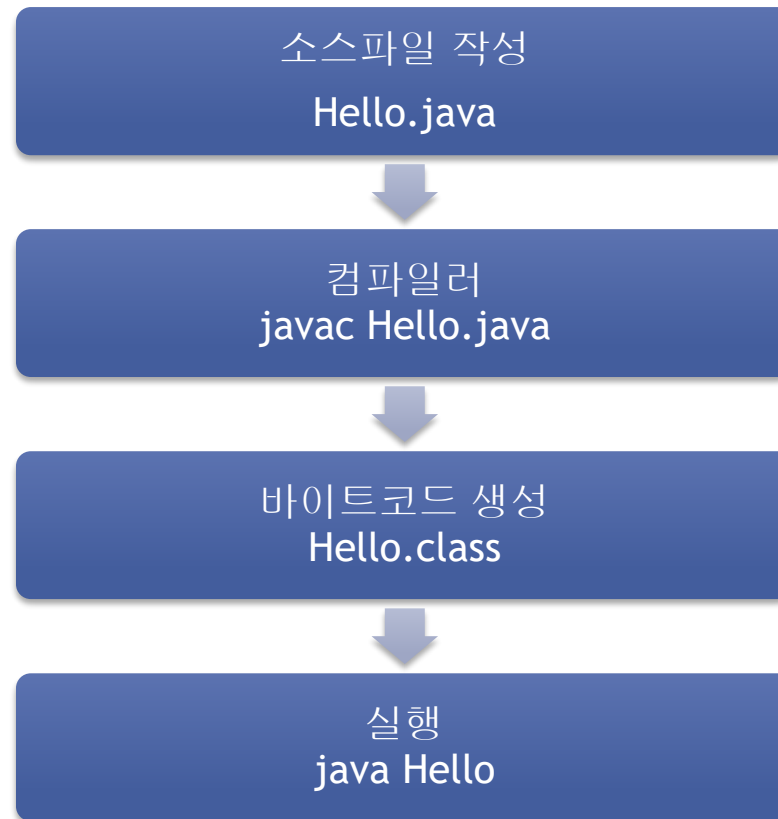 소스파일 작성
Hello.java
컴파일러
javac Hello.java
바이트코드 생성
Hello.class
실행
java Hello